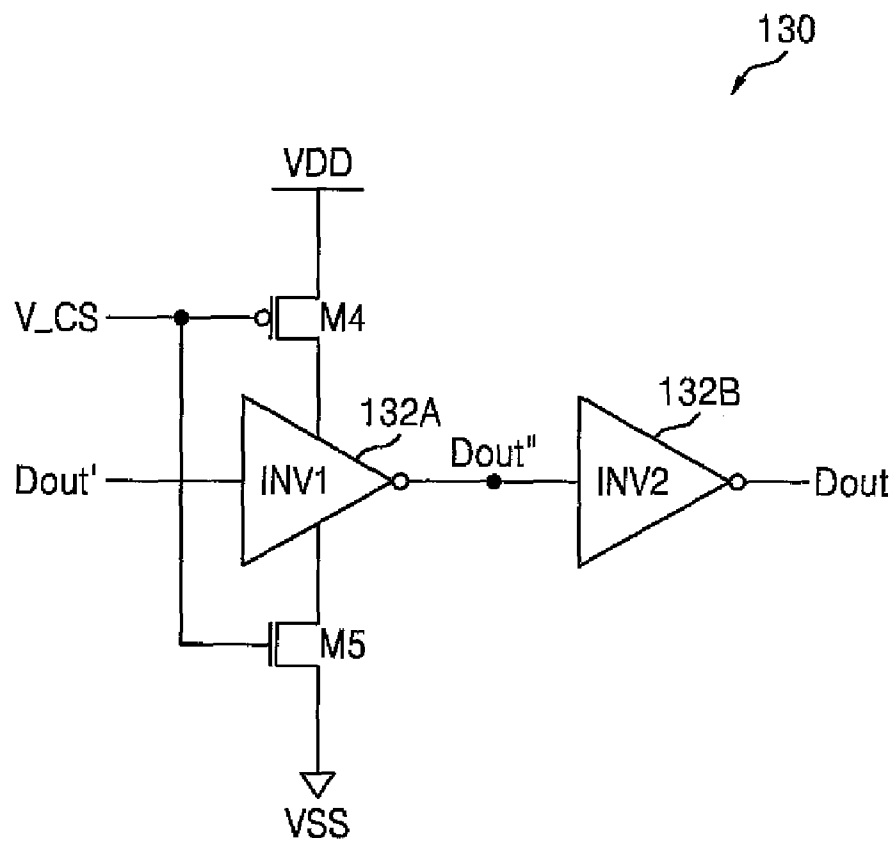 130
VDD
V_CS
M4
132A
132B
Dout'
INV1
Dout"
INV2
Dout
M5
VSS